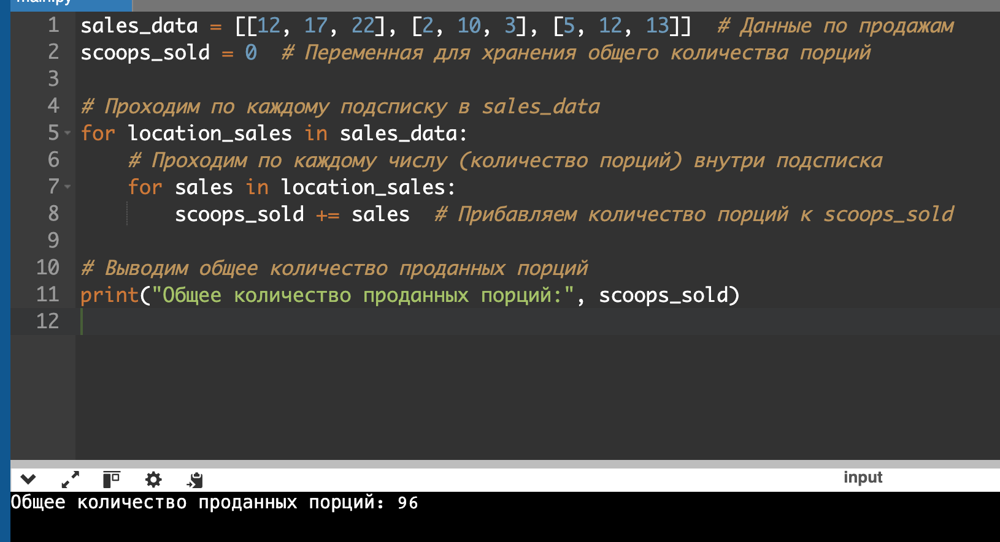 main.py
1 sales_data = [[12, 17, 22], [2, 10, 3], [5, 12, 13]]  # Данные по продажам
2 scoops_sold = 0  # Переменная для хранения общего количества порций
3
4 # Проходим по каждому подсписку в sales_data
5 for location_sales in sales_data:
6     # Проходим по каждому числу (количество порций) внутри подсписка
7     for sales in location_sales:
8         scoops_sold += sales  # Прибавляем количество порций к scoops_sold
9
10 # Выводим общее количество проданных порций
11 print("Общее количество проданных порций:", scoops_sold)
12
input
Общее количество проданных порций: 96